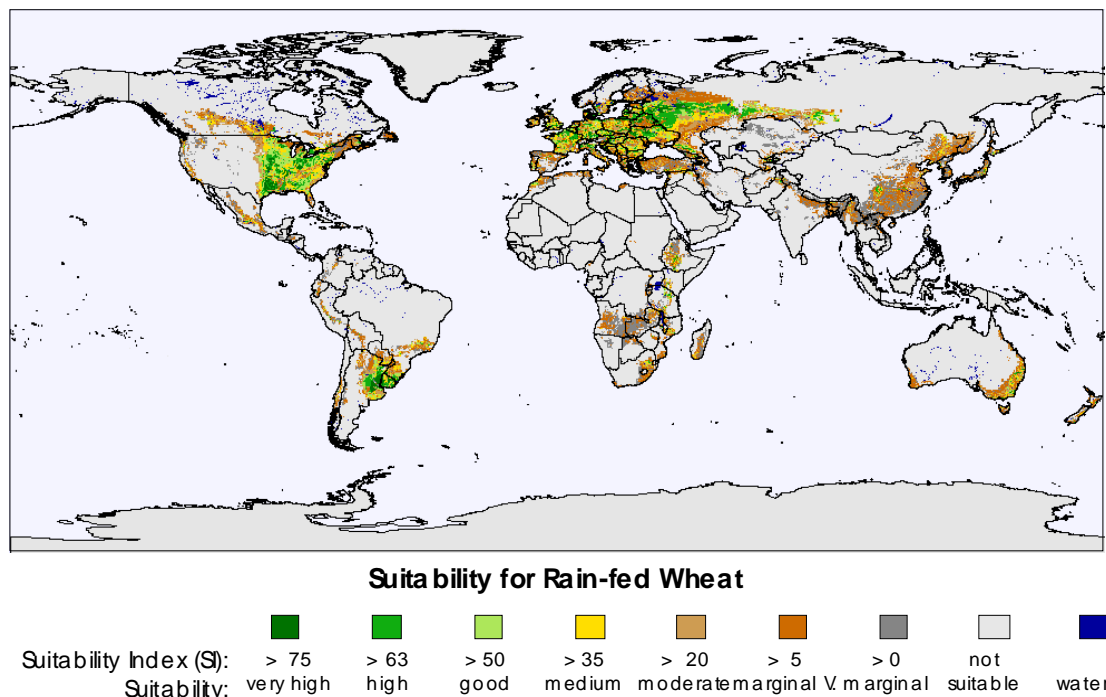 Suitability for Rain-fed Wheat
Suitability Index (SI): > 75 > 63 > 50 > 35 > 20 > 5 > 0 not
Suitability: very high high good medium moderate marginal V. marginal suitable water